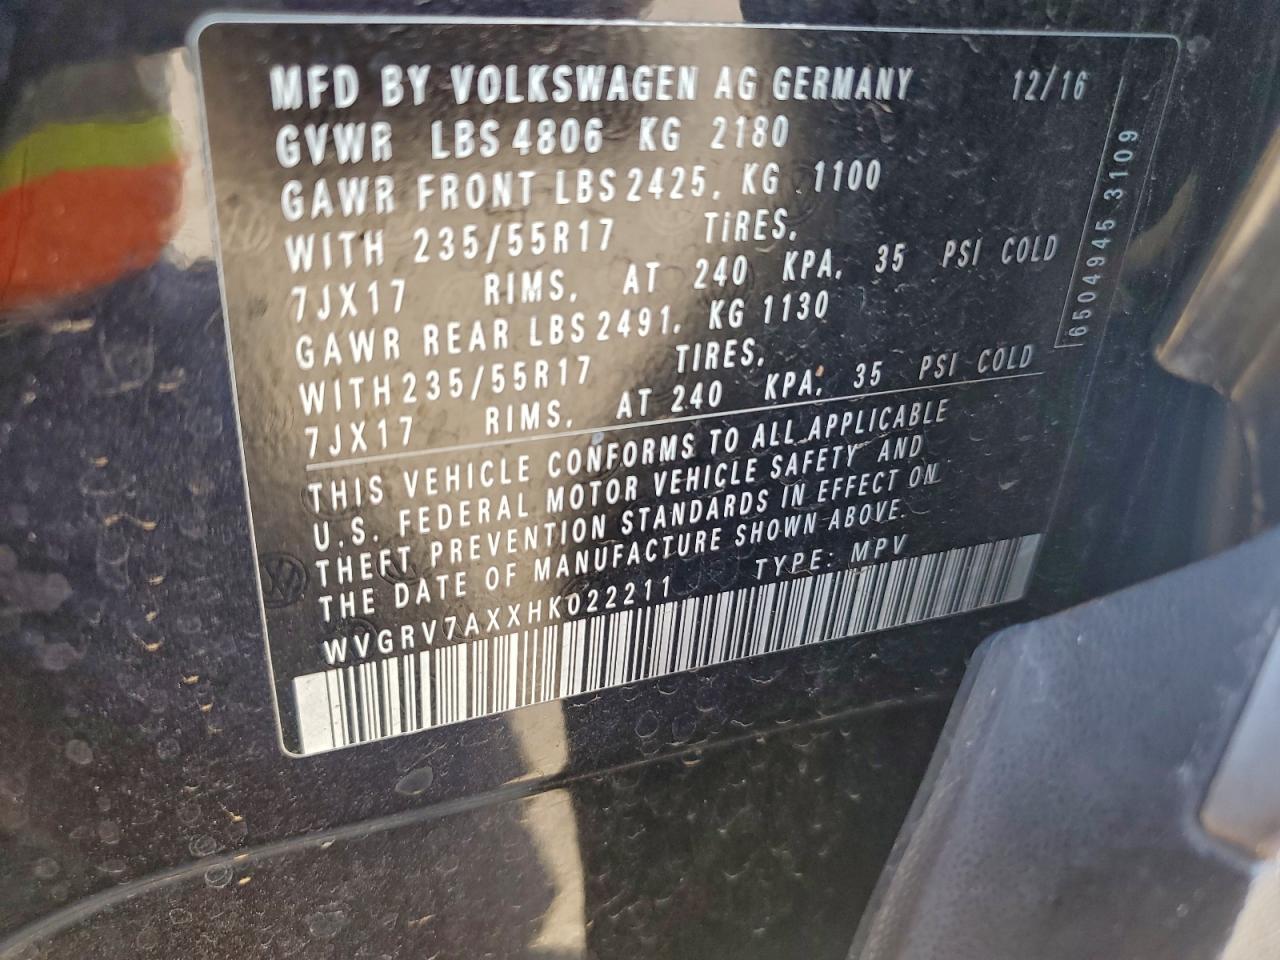 MFD BY VOLKSWAGEN AG GERMANY 12/16
GVWR LBS 4806 KG 2180
GAWR FRONT LBS 2425, KG 1100
WITH 235/55R17 TIRES,
7JX17 RIMS, AT 240 KPA, 35 PSI COLD
GAWR REAR LBS 2491, KG 1130
WITH 235/55R17 TIRES,
7JX17 RIMS, AT 240 KPA, 35 PSI COLD
THIS VEHICLE CONFORMS TO ALL APPLICABLE
U.S. FEDERAL MOTOR VEHICLE SAFETY AND
THEFT PREVENTION STANDARDS IN EFFECT ON
THE DATE OF MANUFACTURE SHOWN ABOVE.
WVGRV7AXXHK022211 TYPE: MPV
6504945 3109